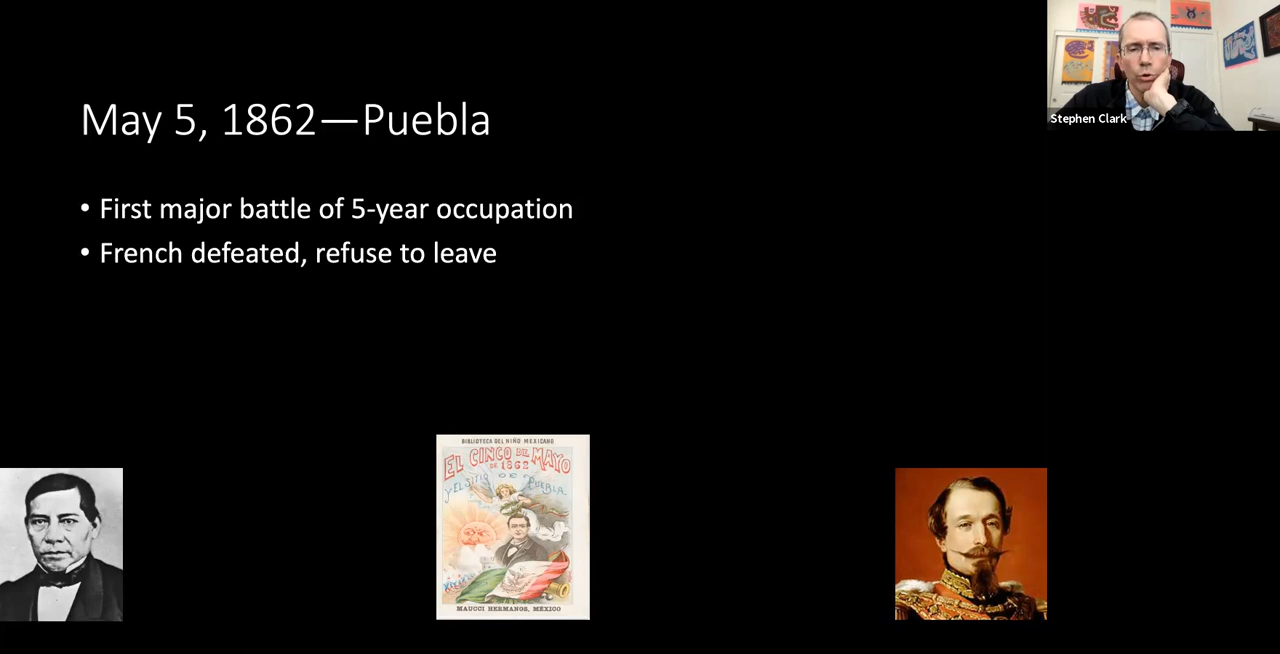 May 5, 1862—Puebla
• First major battle of 5-year occupation
• French defeated, refuse to leave
Stephen Clark
BIBLIOTECA DEL NIÑO MEXICANO
EL CINCO DE MAYO
DE 1862
Y EL SITIO DE PUEBLA.
MAUCCI HERMANOS, MÉXICO